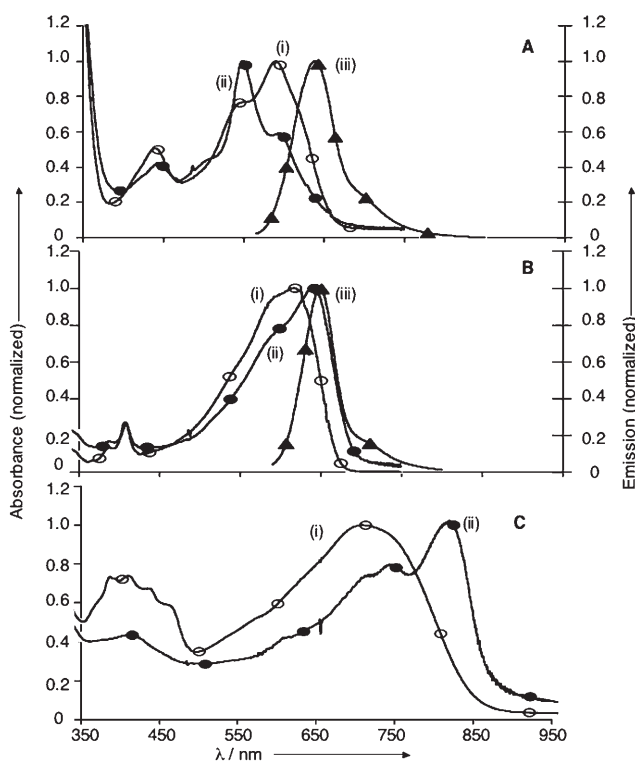 1.2 1.2
A
(i)
1.0 (ii) (iii) 1.0
0.8 0.8
0.6 0.6
0.4 0.4
0.2 0.2
0 0
1.2 1.2
B
1.0 (i) (iii) 1.0
0.8 0.8
(ii)
0.6 0.6
0.4 0.4
0.2 0.2
0 0
1.2
C
1.0 (i) (ii)
0.8
0.6
0.4
0.2
0
350 450 550 650 750 850 950
λ / nm
Absorbance (normalized)
Emission (normalized)